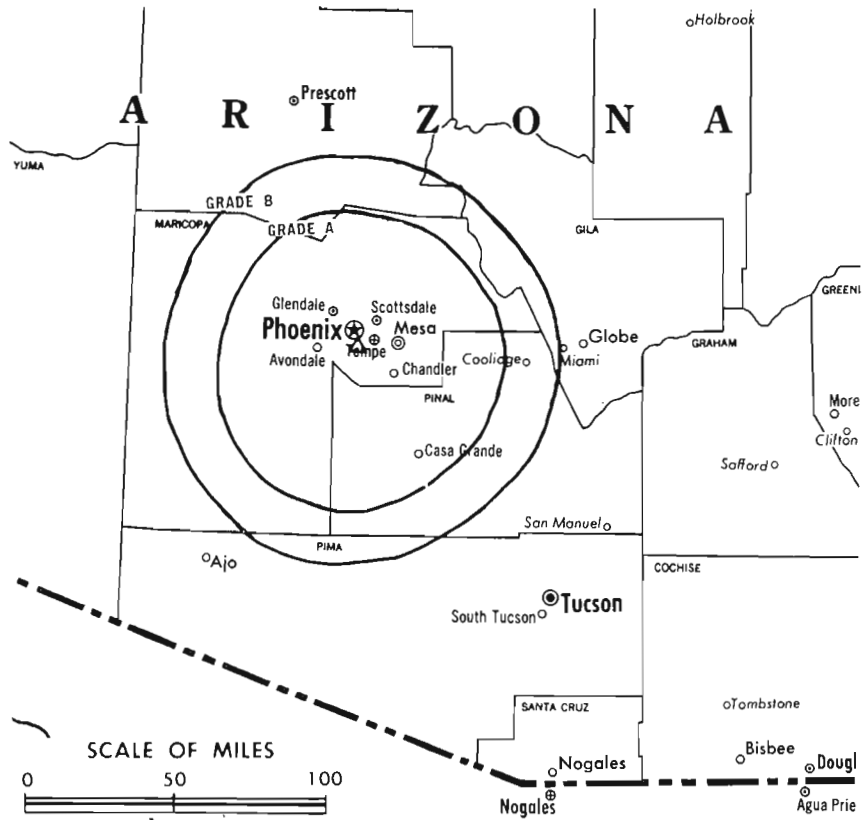 Holbrook
Prescott
A R I Z O N A
YUMA
GRADE B
MARICOPA
GRADE A
GILA
GREENL
Glendale
Scottsdale
Phoenix
Mesa
Tempe
Avondale
Globe
Miami
GRAHAM
Coolidge
Chandler
PINAL
More
Clifton
Casa Grande
Safford
San Manuel
PIMA
Ajo
COCHISE
Tucson
South Tucson
SANTA CRUZ
Tombstone
SCALE OF MILES
0 50 100
Nogales
Bisbee
Dougl
Nogales
Agua Prie